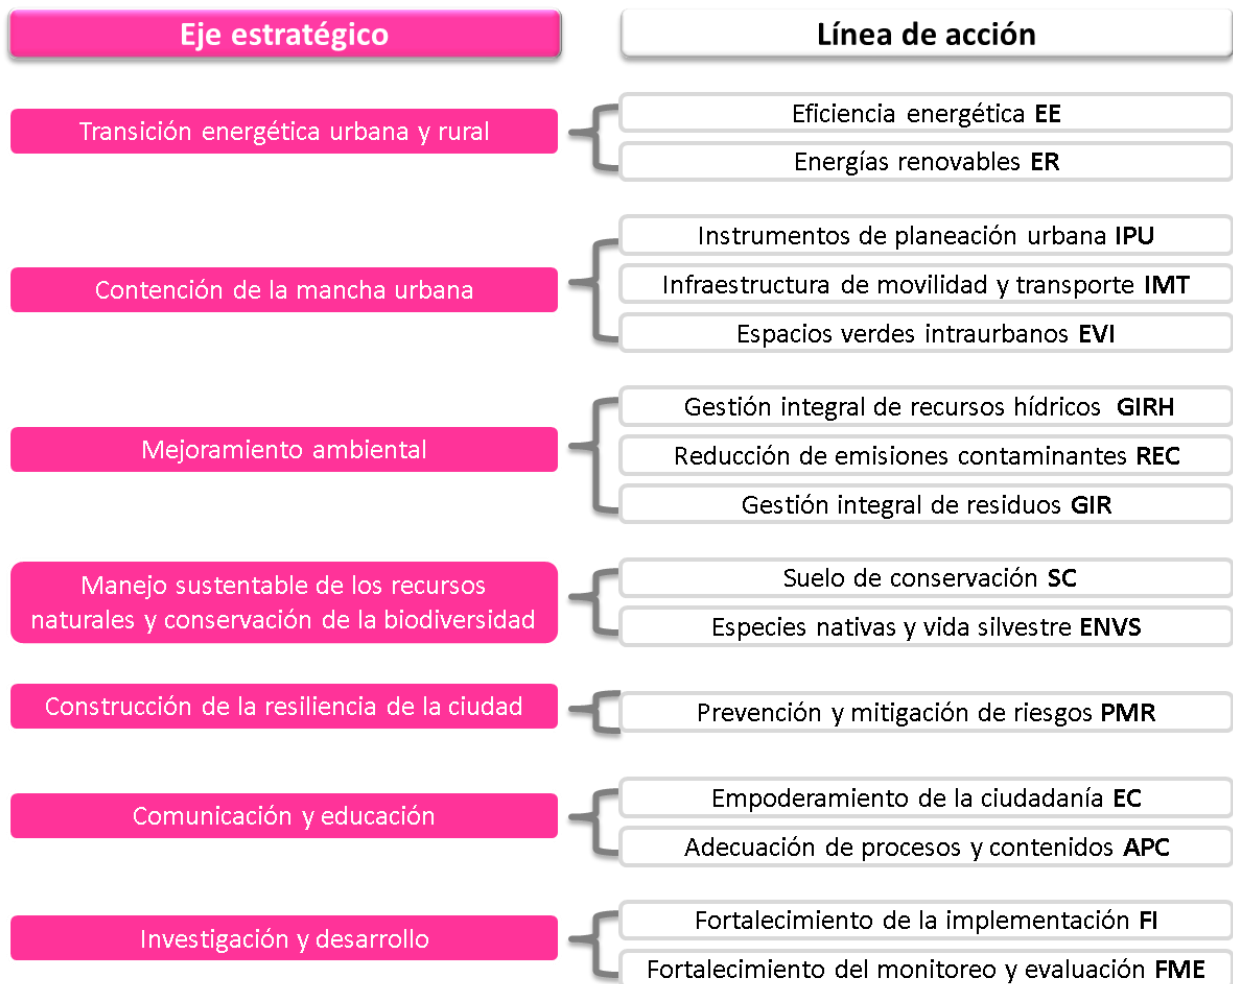 Eje estratégico
Línea de acción
Transición energética urbana y rural
Eficiencia energética EE
Energías renovables ER
Contención de la mancha urbana
Instrumentos de planeación urbana IPU
Infraestructura de movilidad y transporte IMT
Espacios verdes intraurbanos EVI
Mejoramiento ambiental
Gestión integral de recursos hídricos GIRH
Reducción de emisiones contaminantes REC
Gestión integral de residuos GIR
Manejo sustentable de los recursos
naturales y conservación de la biodiversidad
Suelo de conservación SC
Especies nativas y vida silvestre ENVS
Construcción de la resiliencia de la ciudad
Prevención y mitigación de riesgos PMR
Comunicación y educación
Empoderamiento de la ciudadanía EC
Adecuación de procesos y contenidos APC
Investigación y desarrollo
Fortalecimiento de la implementación FI
Fortalecimiento del monitoreo y evaluación FME